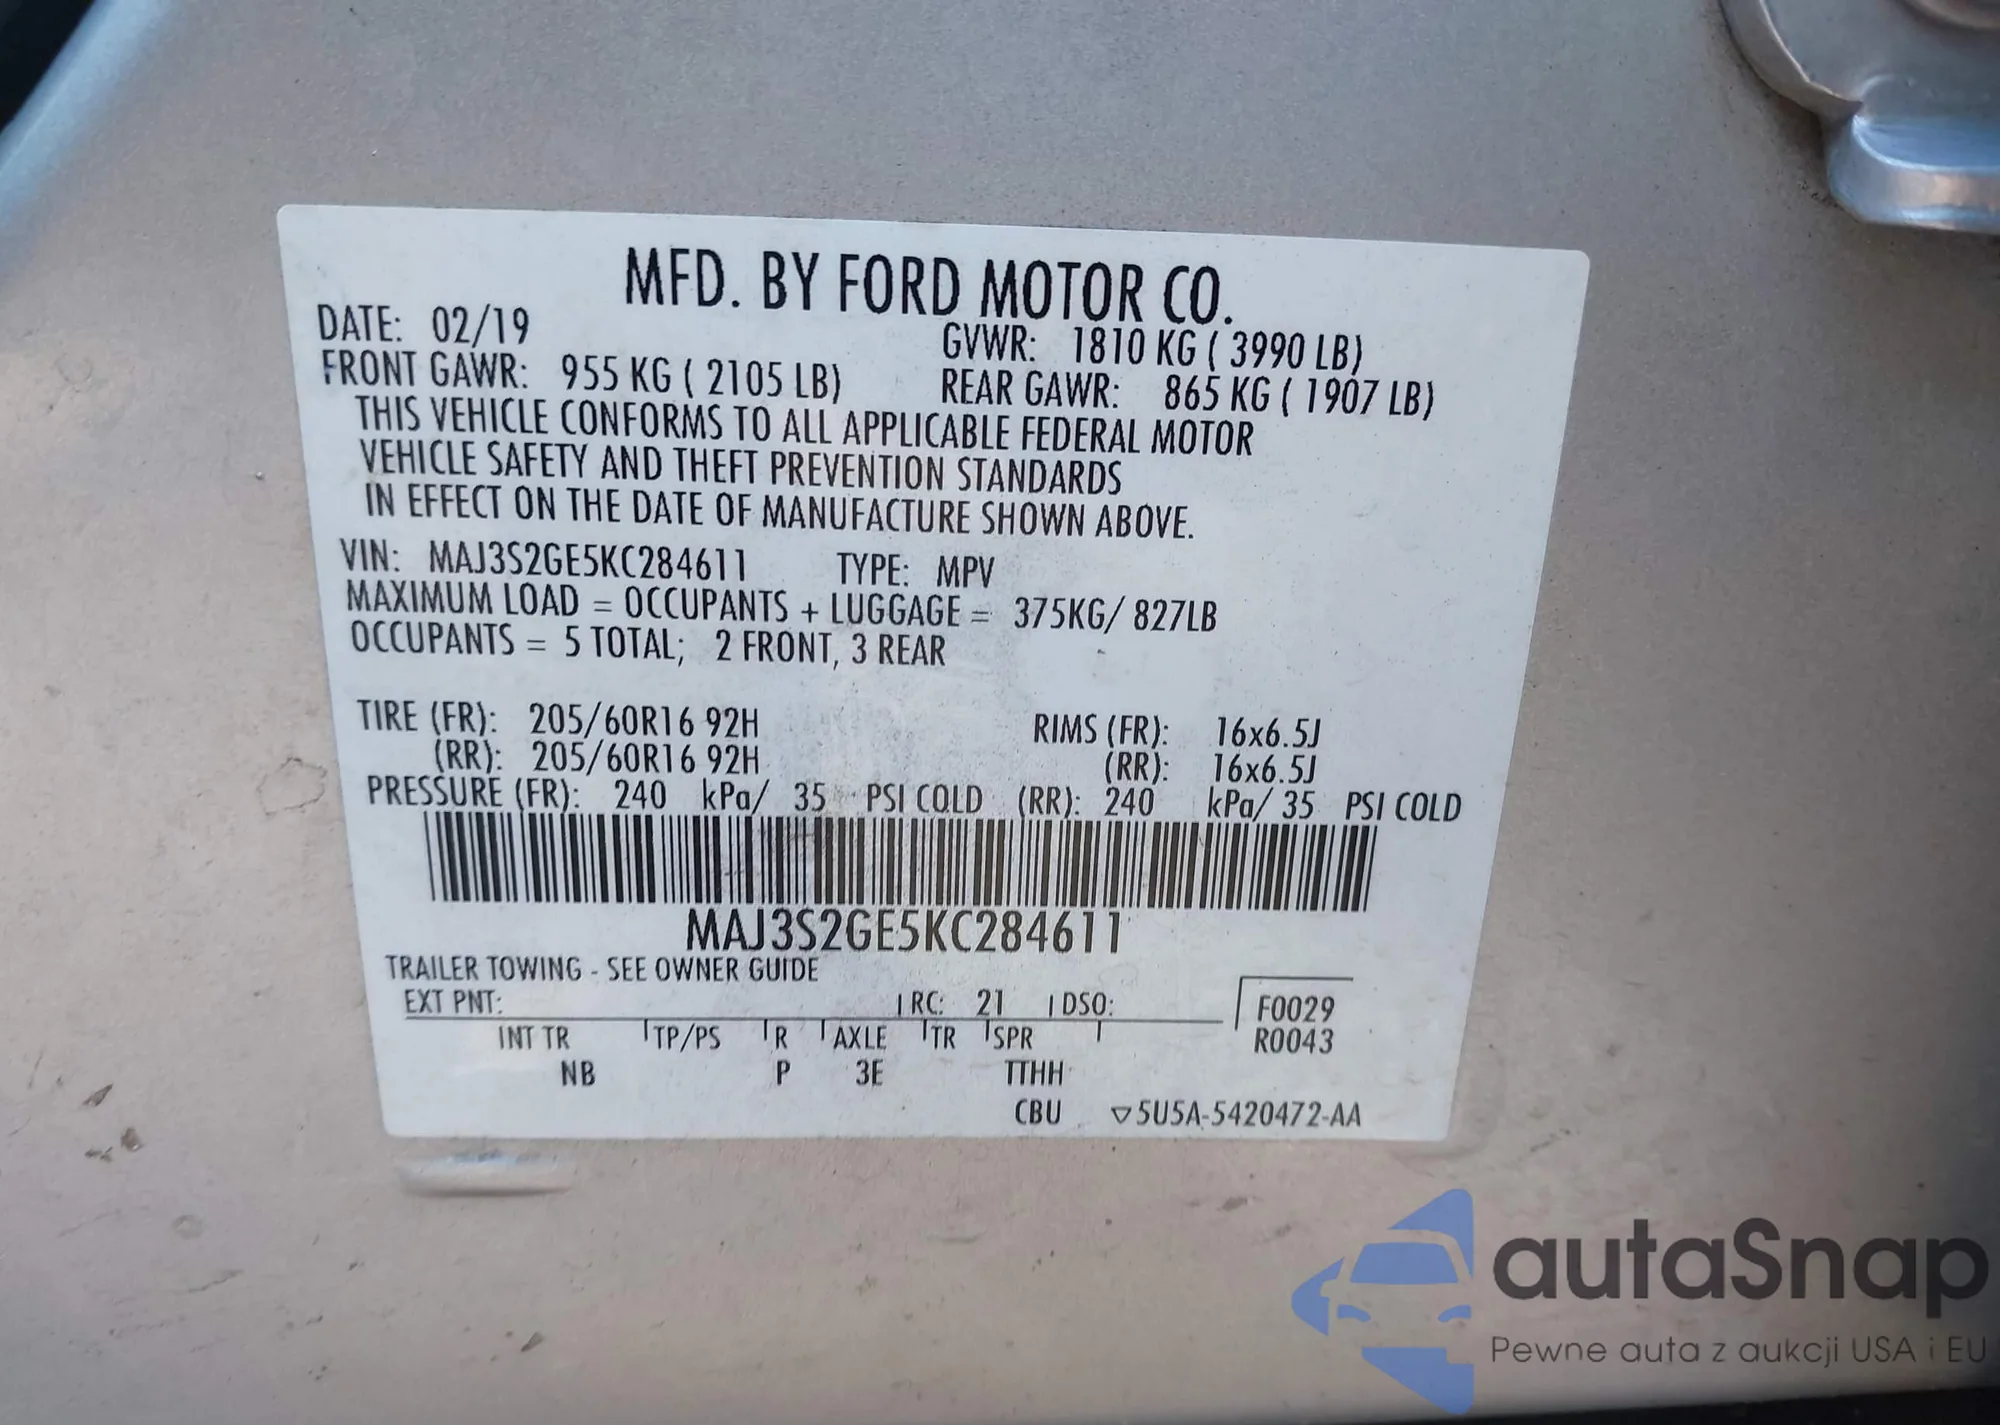 MFD. BY FORD MOTOR CO.
DATE: 02/19 GVWR: 1810 KG ( 3990 LB)
FRONT GAWR: 955 KG ( 2105 LB) REAR GAWR: 865 KG ( 1907 LB)
THIS VEHICLE CONFORMS TO ALL APPLICABLE FEDERAL MOTOR
VEHICLE SAFETY AND THEFT PREVENTION STANDARDS
IN EFFECT ON THE DATE OF MANUFACTURE SHOWN ABOVE.
VIN: MAJ3S2GE5KC284611 TYPE: MPV
MAXIMUM LOAD = OCCUPANTS + LUGGAGE = 375KG/ 827LB
OCCUPANTS = 5 TOTAL; 2 FRONT, 3 REAR
TIRE (FR): 205/60R16 92H RIMS (FR): 16x6.5J
(RR): 205/60R16 92H (RR): 16x6.5J
PRESSURE (FR): 240 kPa/ 35 PSI COLD (RR): 240 kPa/ 35 PSI COLD
MAJ3S2GE5KC284611
TRAILER TOWING - SEE OWNER GUIDE
EXT PNT: RC: 21 DSO: F0029
INT TR TP/PS R AXLE TR SPR R0043
NB P 3E TTHH
CBU ▽5U5A-5420472-AA
autaSnap
Pewne auta z aukcji USA i EU